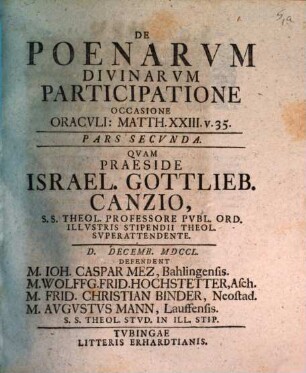 DE
POENARVM
DIVINARVM
PARTICIPATIONE
OCCASIONE
ORACVLI: MATTH. XXIII. v. 35.
PARS SECVNDA.
QVAM
PRAESIDE
ISRAEL. GOTTLIEB.
CANZIO,
S.S. THEOL. PROFESSORE PVBL. ORD.
ILLVSTRIS STIPENDII THEOL.
SVPERATTENDENTE.
D. DECEMB. MDCCL.
DEFENDENT
M. IOH. CASPAR MEZ, Bahlingensis.
M. WOLFFG. FRID. HOCHSTETTER, Asch.
M. FRID. CHRISTIAN BINDER, Neostad.
M. AVGVSTVS MANN, Lauffensis.
S. S. THEOL. STVD. IN ILL. STIP.
TVBINGAE
LITTERIS ERHARDTIANIS.